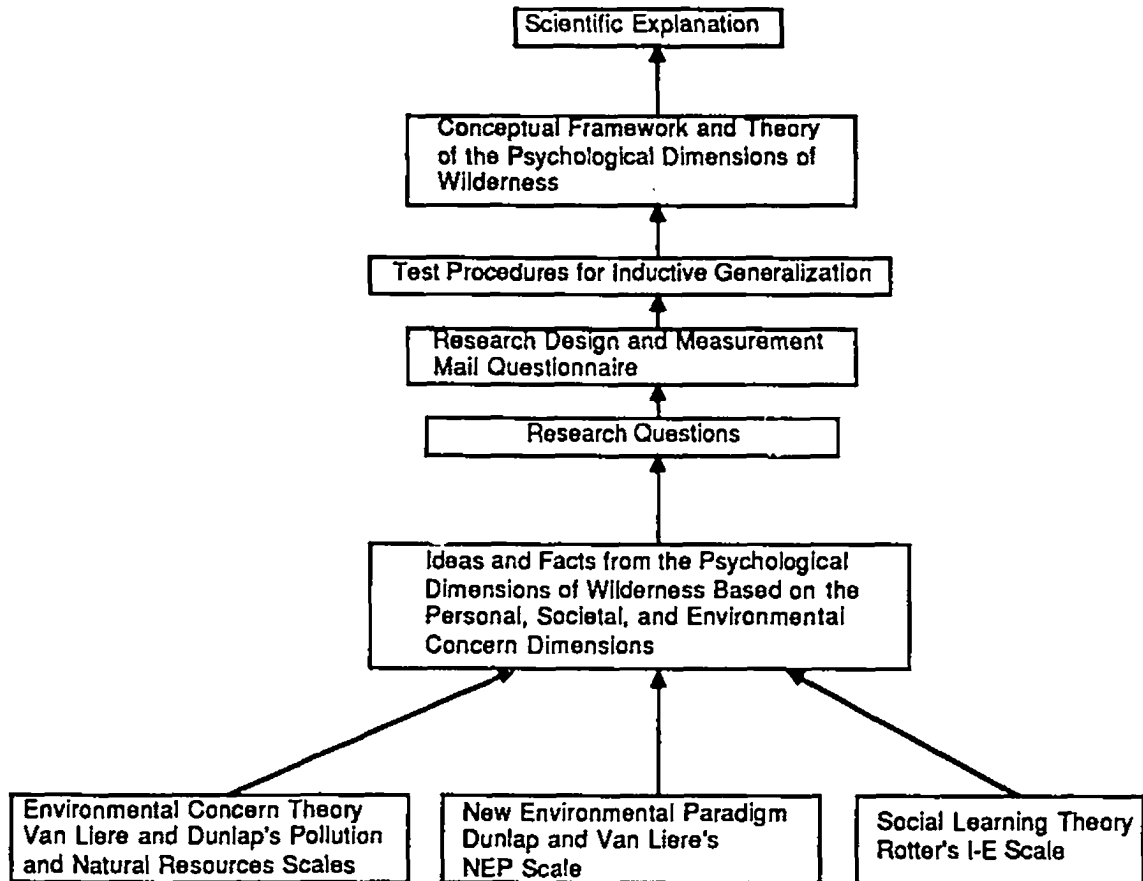 Scientific Explanation
Conceptual Framework and Theory
of the Psychological Dimensions of
Wilderness
Test Procedures for Inductive Generalization
Research Design and Measurement
Mail Questionnaire
Research Questions
Ideas and Facts from the Psychological
Dimensions of Wilderness Based on the
Personal, Societal, and Environmental
Concern Dimensions
Environmental Concern Theory
Van Liere and Dunlap's Pollution
and Natural Resources Scales
New Environmental Paradigm
Dunlap and Van Liere's
NEP Scale
Social Learning Theory
Rotter's I-E Scale